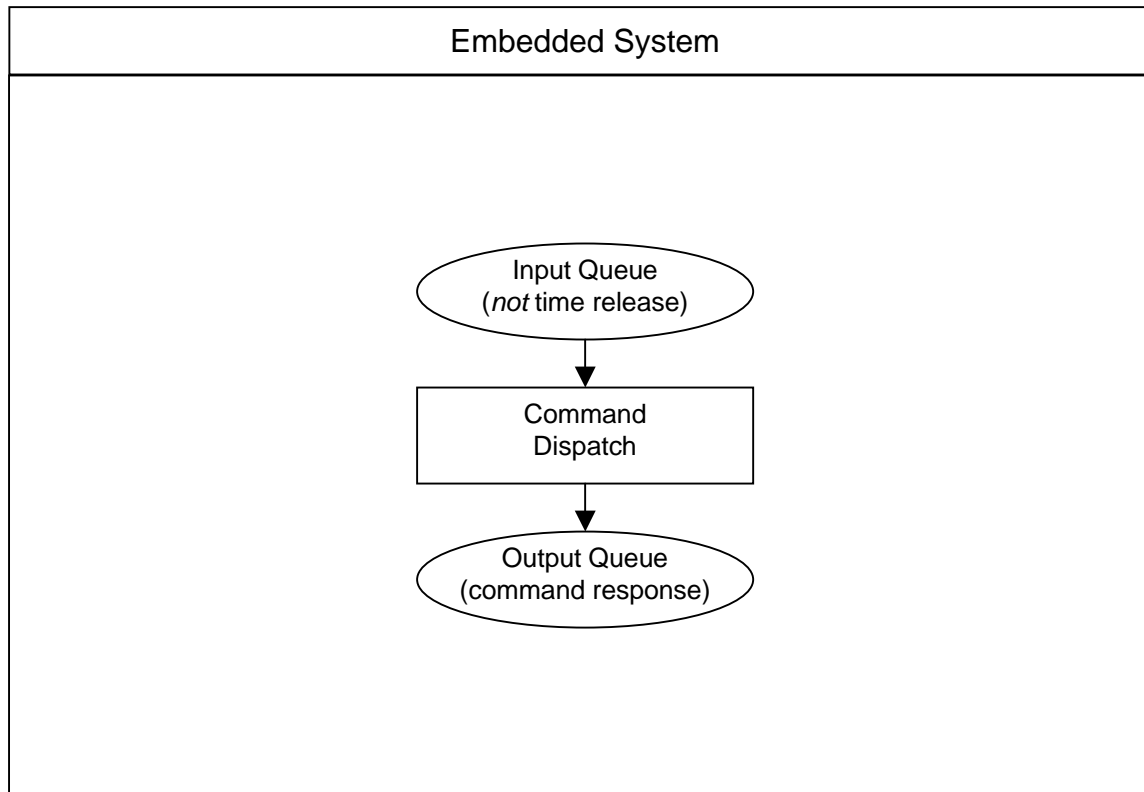 Embedded System
Input Queue
(not time release)
Command
Dispatch
Output Queue
(command response)